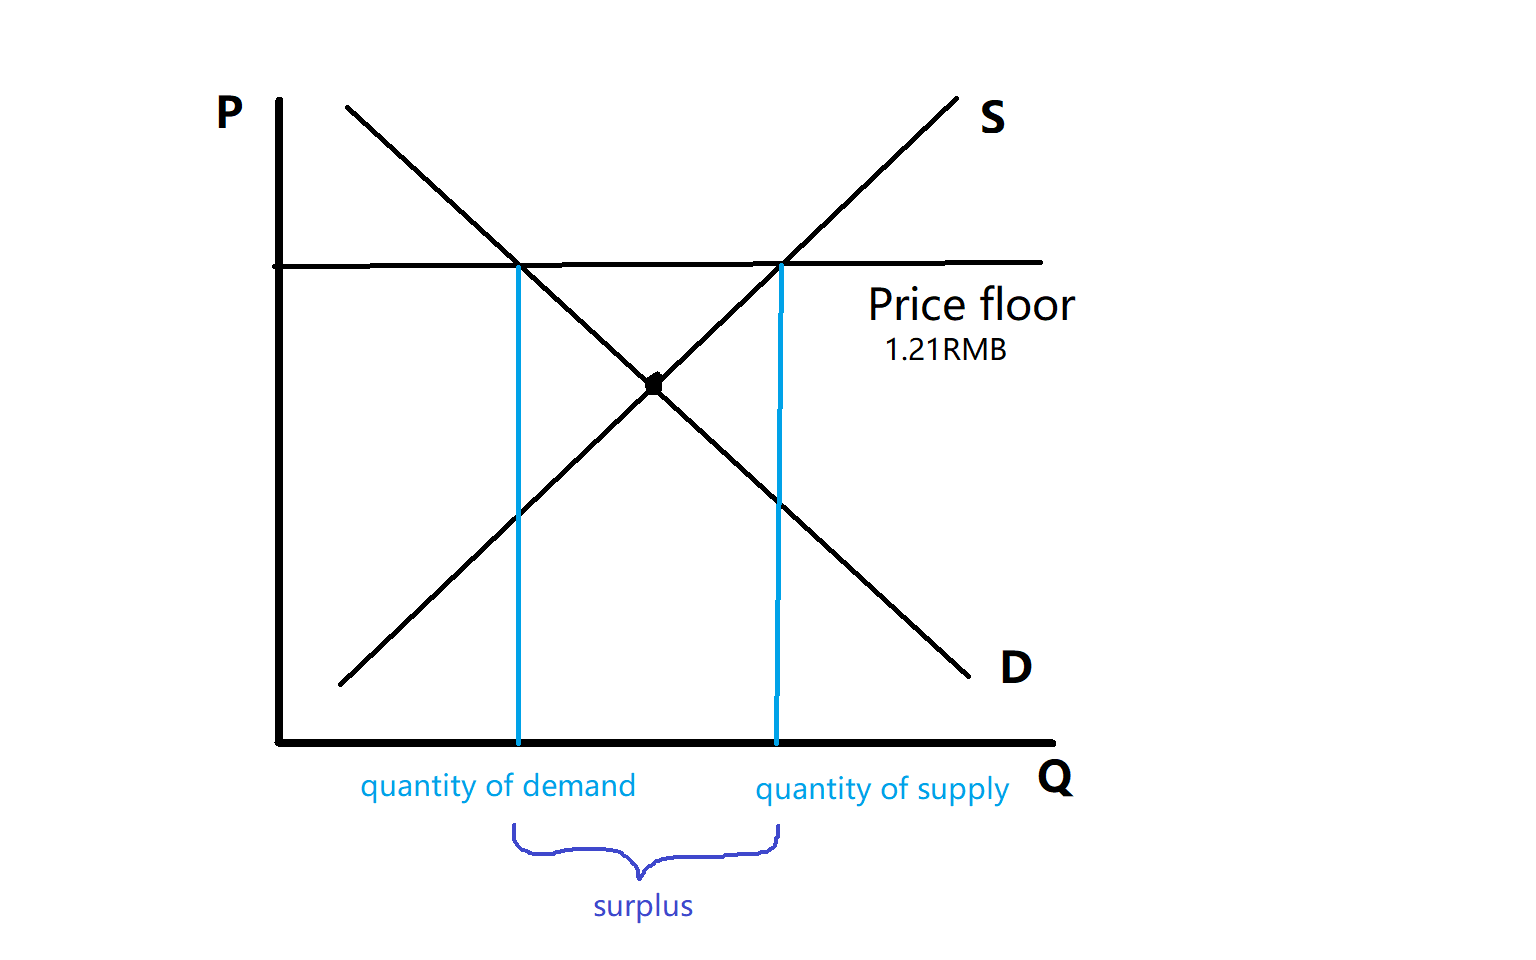 P
S
Price floor
1.21RMB
D
Q
quantity of demand
quantity of supply
surplus